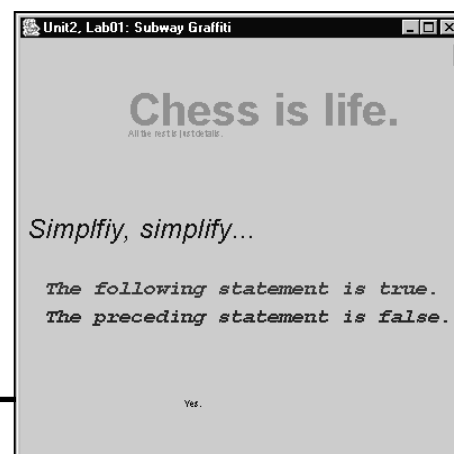 Unit2, Lab01: Subway Graffiti
Chess is life.
All the rest is just details.
Simplfiy, simplify...
The following statement is true.
The preceding statement is false.
Yes.